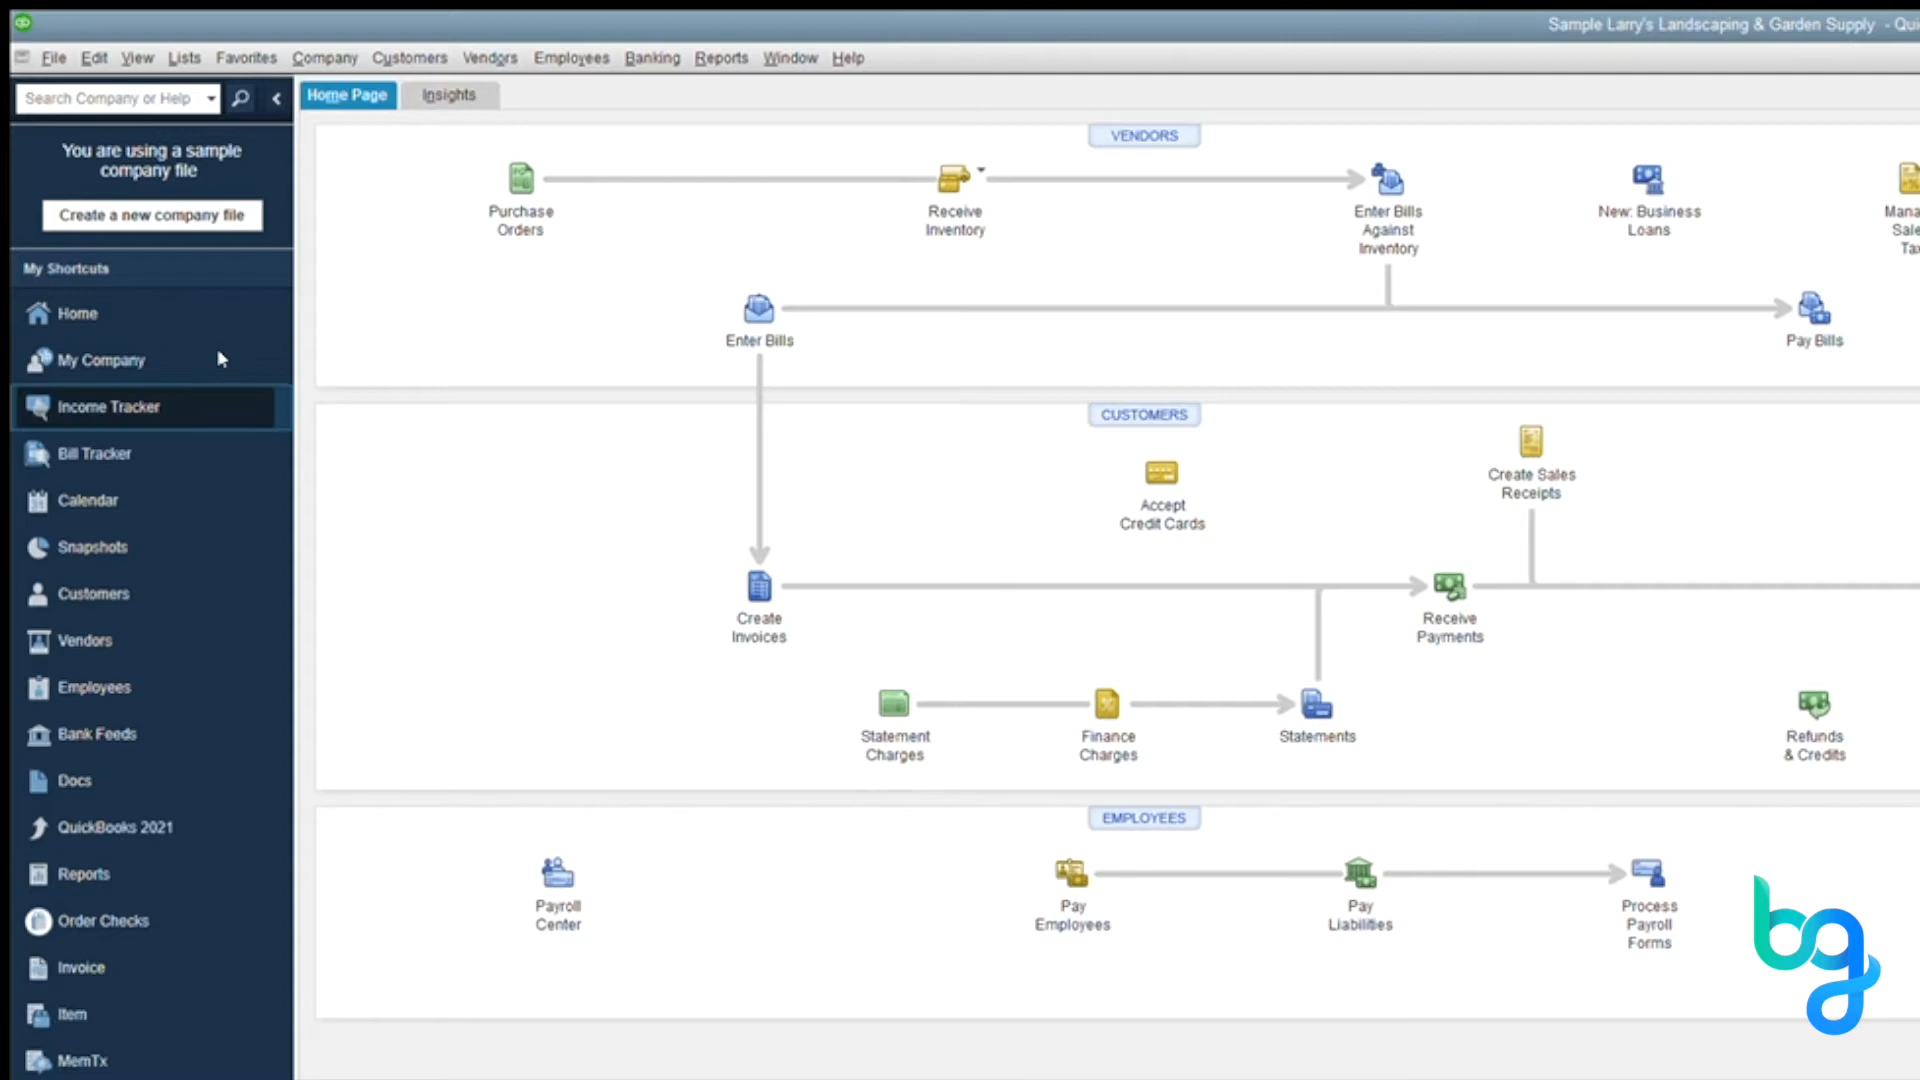 Sample Larry's Landscaping & Garden Supply - Qui
File Edit View Lists Favorites Company Customers Vendors Employees Banking Reports Window Help
Search Company or Help
Home Page Insights
You are using a sample
company file
Create a new company file
My Shortcuts
Home
My Company
Income Tracker
Bill Tracker
Calendar
Snapshots
Customers
Vendors
Employees
Bank Feeds
Docs
QuickBooks 2021
Reports
Order Checks
Invoice
Item
MemTx
VENDORS
Purchase
Orders
Receive
Inventory
Enter Bills
Against
Inventory
New: Business
Loans
Mana
Sale
Tax
Enter Bills
Pay Bills
CUSTOMERS
Accept
Credit Cards
Create Sales
Receipts
Create
Invoices
Receive
Payments
Statement
Charges
Finance
Charges
Statements
Refunds
& Credits
EMPLOYEES
Payroll
Center
Pay
Employees
Pay
Liabilities
Process
Payroll
Forms
bg